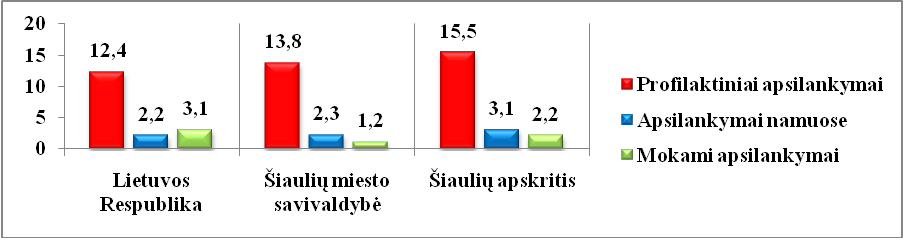 20
15
10
5
0
12,4
2,2
3,1
13,8
2,3
1,2
15,5
3,1
2,2
Lietuvos
Respublika
Šiaulių miesto
savivaldybė
Šiaulių apskritis
Profilaktiniai apsilankymai
Apsilankymai namuose
Mokami apsilankymai